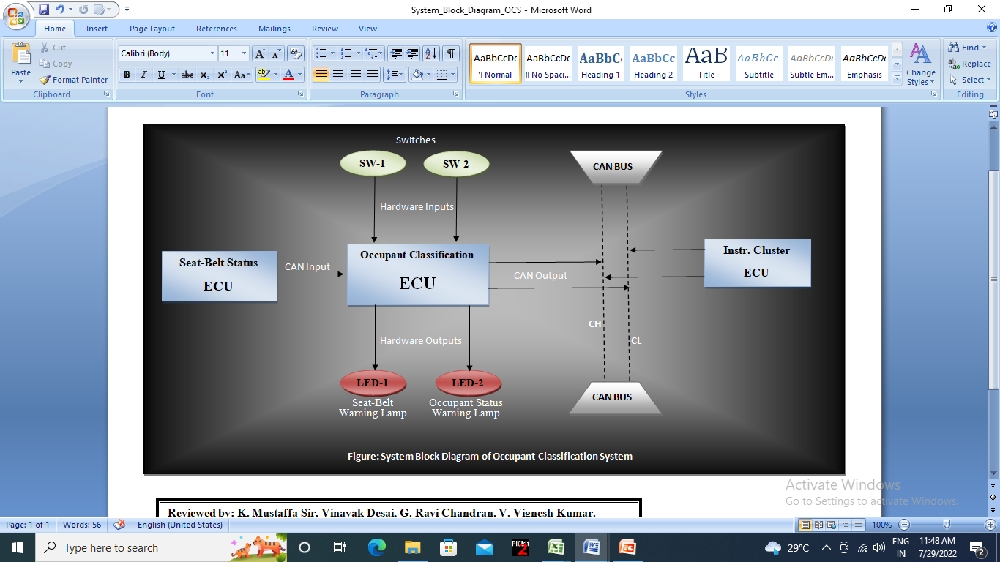 System_Block_Diagram_OCS - Microsoft Word
Home Insert Page Layout References Mailings Review View
Paste
Cut
Copy
Format Painter
Clipboard
Calibri (Body) 11
B I U abc x₂ x² Aa
Font
Paragraph
AaBbCcDc AaBbCcDc AaBbC AaBbCc AaB AaBbCc. AaBbCcDc AaBbCcDc
¶ Normal ¶ No Spaci... Heading 1 Heading 2 Title Subtitle Subtle Em... Emphasis
Styles
Change
Styles
Find
Replace
Select
Editing
Switches
SW-1 SW-2
CAN BUS
Hardware Inputs
Seat-Belt Status
ECU
CAN Input
Occupant Classification
ECU
CAN Output
Instr. Cluster
ECU
CH
CL
Hardware Outputs
LED-1 LED-2
Seat-Belt
Warning Lamp
Occupant Status
Warning Lamp
CAN BUS
Figure: System Block Diagram of Occupant Classification System
Activate Windows
Go to Settings to activate Windows.
Reviewed by: K. Mustaffa Sir, Vinayak Desai, G. Ravi Chandran, V. Vignesh Kumar,
Page: 1 of 1 Words: 56 English (United States) 100%
Type here to search
PICkit
2
29°C
ENG
IN
11:48 AM
7/29/2022
2